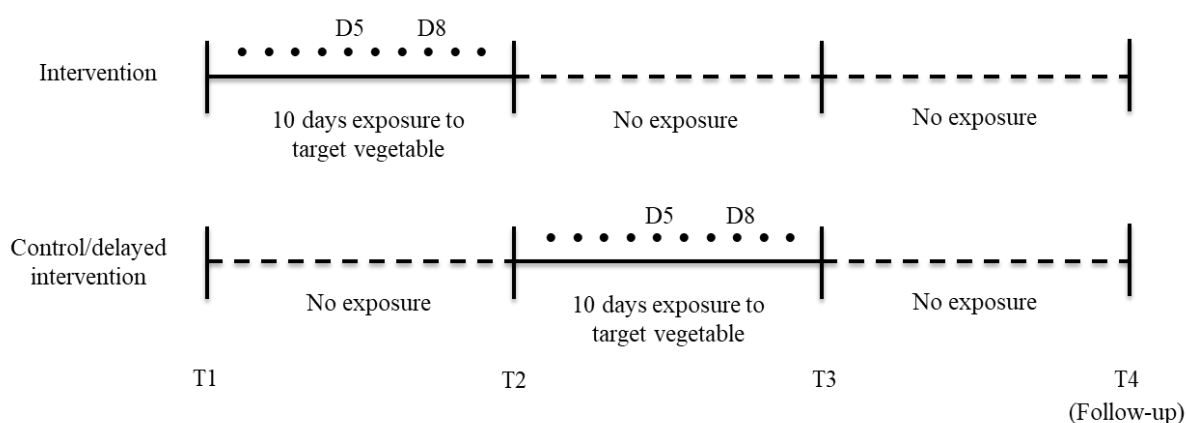 D5 D8
Intervention
10 days exposure to
target vegetable
No exposure
No exposure
D5 D8
Control/delayed
intervention
No exposure
10 days exposure to
target vegetable
No exposure
T1 T2 T3 T4
(Follow-up)